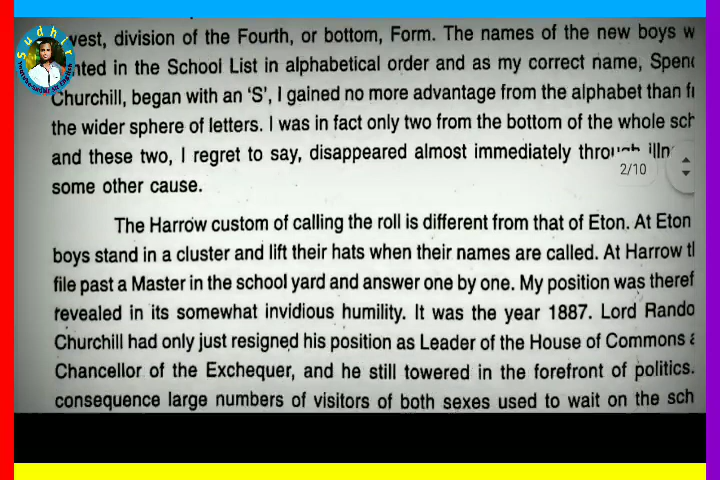 Sudhir
west, division of the Fourth, or bottom, Form. The names of the new boys w
ted in the School List in alphabetical order and as my correct name, Spenc
Churchill, began with an ‘S’, I gained no more advantage from the alphabet than
the wider sphere of letters. I was in fact only two from the bottom of the whole sch
and these two, I regret to say, disappeared almost immediately through illn
2/10
some other cause.
The Harrow custom of calling the roll is different from that of Eton. At Eton
boys stand in a cluster and lift their hats when their names are called. At Harrow
file past a Master in the school yard and answer one by one. My position was theref
revealed in its somewhat invidious humility. It was the year 1887. Lord Rando
Churchill had only just resigned his position as Leader of the House of Commons a
Chancellor of the Exchequer, and he still towered in the forefront of politics.
consequence large numbers of visitors of both sexes used to wait on the sch